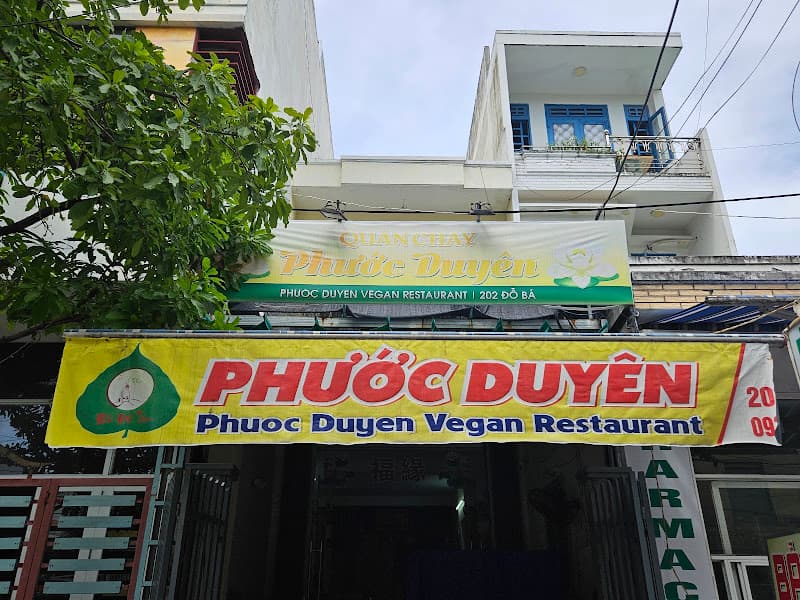 QUÁN CHAY
Phước Duyên
PHUOC DUYEN VEGAN RESTAURANT | 202 ĐỖ BÁ
PHƯỚC DUYÊN
Phuoc Duyen Vegan Restaurant
20
09
福緣
ARMAC